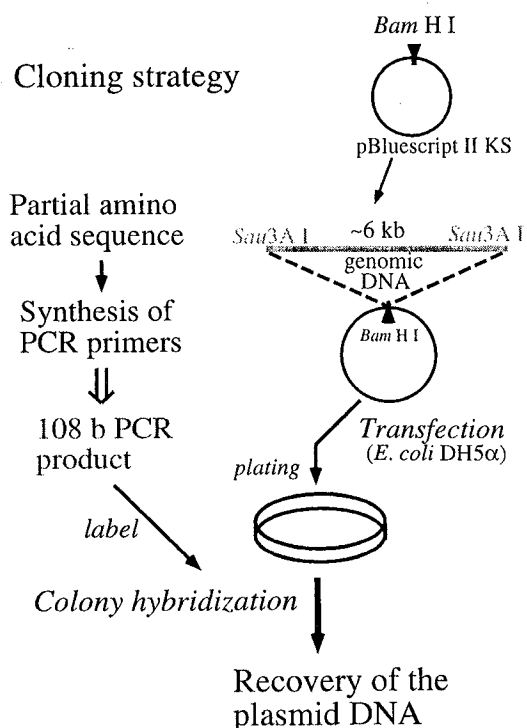 Cloning strategy
Bam H I
pBluescript II KS
Partial amino
acid sequence
Synthesis of
PCR primers
108 b PCR
product
label
Sau3A I ~6 kb Sau3A I
genomic
DNA
Bam H I
Transfection
(E. coli DH5α)
plating
Colony hybridization
Recovery of the
plasmid DNA